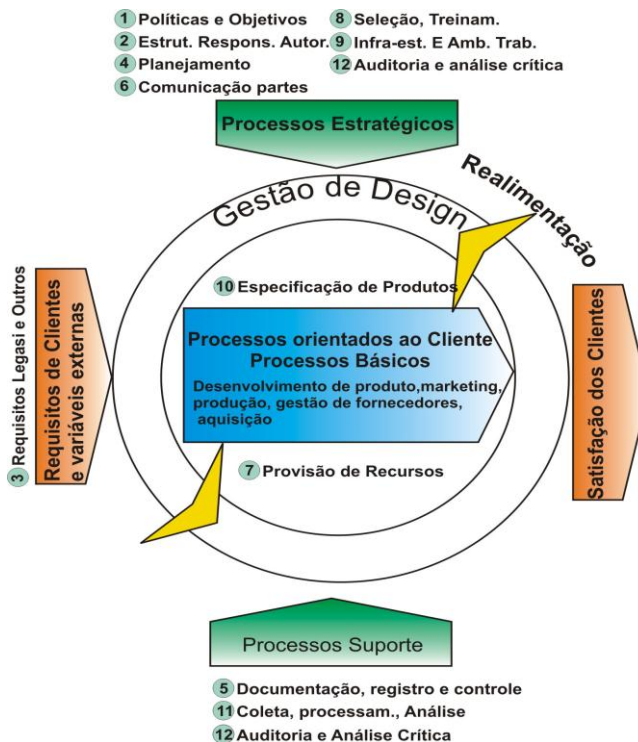 1 Políticas e Objetivos
2 Estrut. Respons. Autor.
4 Planejamento
6 Comunicação partes
8 Seleção, Treinam.
9 Infra-est. E Amb. Trab.
12 Auditoria e análise crítica
Processos Estratégicos
Gestão de Design
Realimentação
3 Requisitos Legasi e Outros
Requisitos de Clientes
e variáveis externas
10 Especificação de Produtos
Processos orientados ao Cliente
Processos Básicos
Desenvolvimento de produto,marketing,
produção, gestão de fornecedores,
aquisição
7 Provisão de Recursos
Satisfação dos Clientes
Processos Suporte
5 Documentação, registro e controle
11 Coleta, processam., Análise
12 Auditoria e Análise Crítica